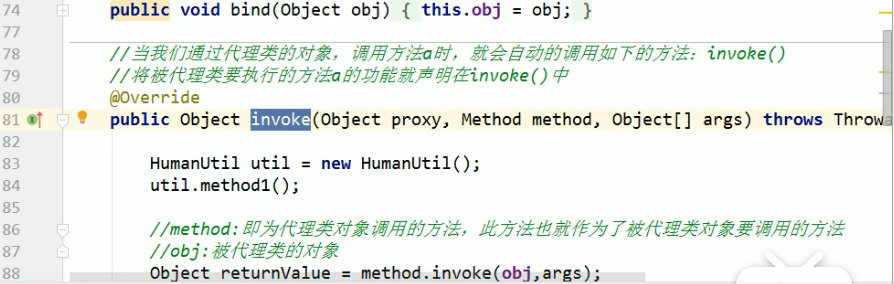 74 public void bind(Object obj) { this.obj = obj; }
77
78 //当我们通过代理类的对象，调用方法a时，就会自动的调用如下的方法：invoke()
79 //将被代理类要执行的方法a的功能就声明在invoke()中
80 @Override
81 public Object invoke(Object proxy, Method method, Object[] args) throws Throwa
82
83 HumanUtil util = new HumanUtil();
84 util.method1();
85
86 //method:即为代理类对象调用的方法，此方法也就作为了被代理类对象要调用的方法
87 //obj:被代理类的对象
88 Object returnValue = method.invoke(obj,args);